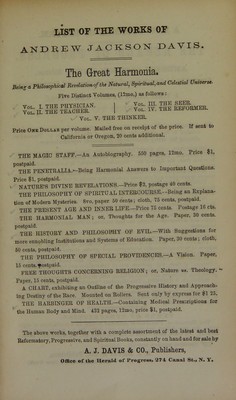 LIST OF THE WORKS OF
ANDREW JACKSON DAVIS.
The Great Harmonia.
Being a Philosophical Revelation of the Natural, Spiritual, and Celestial Universe.
Five Distinct Volumes, (12mo.) as follows:
VOL. I. THE PHYSICIAN.
VOL. II. THE TEACHER.
VOL. III. THE SEER.
VOL. IV. THE REFORMER.
VOL. V. THE THINKER.
Price ONE DOLLAR per volume. Mailed free on receipt of the price. If sent to
California or Oregon, 20 cents additional.
THE MAGIC STAFF.—An Autobiography. 550 pages, 12mo. Price $1,
postpaid.
THE PENETRALIA.—Being Harmonial Answers to Important Questions.
Price $1, postpaid.
NATURE'S DIVINE REVELATIONS.—Price $2, postage 40 cents.
THE PHILOSOPHY OF SPIRITUAL INTERCOURSE.—Being an Explana-
tion of Modern Mysteries. 8vo, paper 50 cents; cloth, 75 cents, postpaid.
THE PRESENT AGE AND INNER LIFE.—Price 75 cents. Postage 16 cts.
THE HARMONIAL MAN; or, Thoughts for the Age. Paper, 30 cents,
postpaid.
THE HISTORY AND PHILOSOPHY OF EVIL.—With Suggestions for
more ennobling Institutions and Systems of Education. Paper, 30 cents; cloth,
50 cents, postpaid.
THE PHILOSOPHY OF SPECIAL PROVIDENCES.—A Vision. Paper,
15 cents, postpaid.
FREE THOUGHTS CONCERNING RELIGION; or, Nature vs. Theology.—
Paper, 15 cents, postpaid.
A CHART, exhibiting an Outline of the Progressive History and Approach-
ing Destiny of the Race. Mounted on Rollers. Sent only by express for $1 25.
THE HARBINGER OF HEALTH.—Containing Medical Prescriptions for
the Human Body and Mind. 432 pages, 12mo, price $1, postpaid.
The above works, together with a complete assortment of the latest and best
Reformatory, Progressive, and Spiritual Books, constantly on hand and for sale by
A. J. DAVIS & CO., Publishers,
Office of the Herald of Progress, 274 Canal St., N. Y.